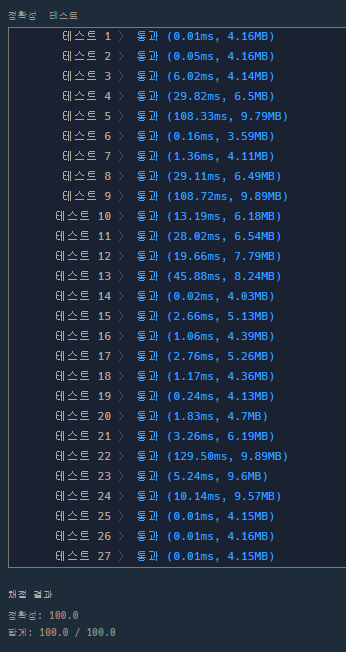 정확성 테스트
테스트 1 〉 통과 (0.01ms, 4.16MB)
테스트 2 〉 통과 (0.05ms, 4.16MB)
테스트 3 〉 통과 (6.02ms, 4.14MB)
테스트 4 〉 통과 (29.82ms, 6.5MB)
테스트 5 〉 통과 (108.33ms, 9.79MB)
테스트 6 〉 통과 (0.16ms, 3.59MB)
테스트 7 〉 통과 (1.36ms, 4.11MB)
테스트 8 〉 통과 (29.11ms, 6.49MB)
테스트 9 〉 통과 (108.72ms, 9.89MB)
테스트 10 〉 통과 (13.19ms, 6.18MB)
테스트 11 〉 통과 (28.02ms, 6.54MB)
테스트 12 〉 통과 (19.66ms, 7.79MB)
테스트 13 〉 통과 (45.88ms, 8.24MB)
테스트 14 〉 통과 (0.02ms, 4.03MB)
테스트 15 〉 통과 (2.66ms, 5.13MB)
테스트 16 〉 통과 (1.06ms, 4.39MB)
테스트 17 〉 통과 (2.76ms, 5.26MB)
테스트 18 〉 통과 (1.17ms, 4.36MB)
테스트 19 〉 통과 (0.24ms, 4.13MB)
테스트 20 〉 통과 (1.83ms, 4.7MB)
테스트 21 〉 통과 (3.26ms, 6.19MB)
테스트 22 〉 통과 (129.50ms, 9.89MB)
테스트 23 〉 통과 (5.24ms, 9.6MB)
테스트 24 〉 통과 (10.14ms, 9.57MB)
테스트 25 〉 통과 (0.01ms, 4.15MB)
테스트 26 〉 통과 (0.01ms, 4.16MB)
테스트 27 〉 통과 (0.01ms, 4.15MB)
채점 결과
정확성: 100.0
합계: 100.0 / 100.0